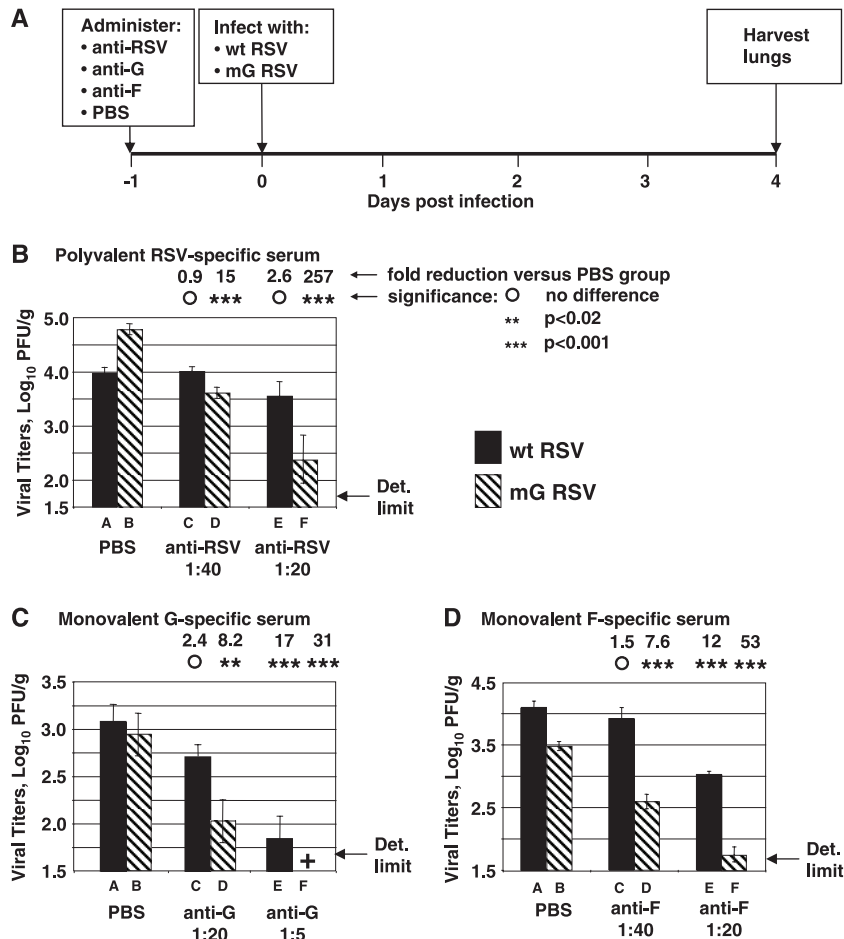 A
Administer:
• anti-RSV
• anti-G
• anti-F
• PBS
Infect with:
• wt RSV
• mG RSV
Harvest
lungs
-1 0 1 2 3 4
Days post infection
B Polyvalent RSV-specific serum
0.9 15 2.6 257 fold reduction versus PBS group
*** *** significance: no difference
** p<0.02
*** p<0.001
Viral Titers, Log10 PFU/g
5.0
4.0
3.0
2.0
1.5
Det.
limit
A B C D E F
PBS anti-RSV anti-RSV
1:40 1:20
wt RSV
mG RSV
C Monovalent G-specific serum
2.4 8.2 17 31
** *** ***
Viral Titers, Log10 PFU/g
3.5
3.0
2.5
2.0
1.5
+
Det.
limit
A B C D E F
PBS anti-G anti-G
1:20 1:5
D Monovalent F-specific serum
1.5 7.6 12 53
*** *** ***
Viral Titers, Log10 PFU/g
4.5
3.5
2.5
1.5
Det.
limit
A B C D E F
PBS anti-F anti-F
1:40 1:20